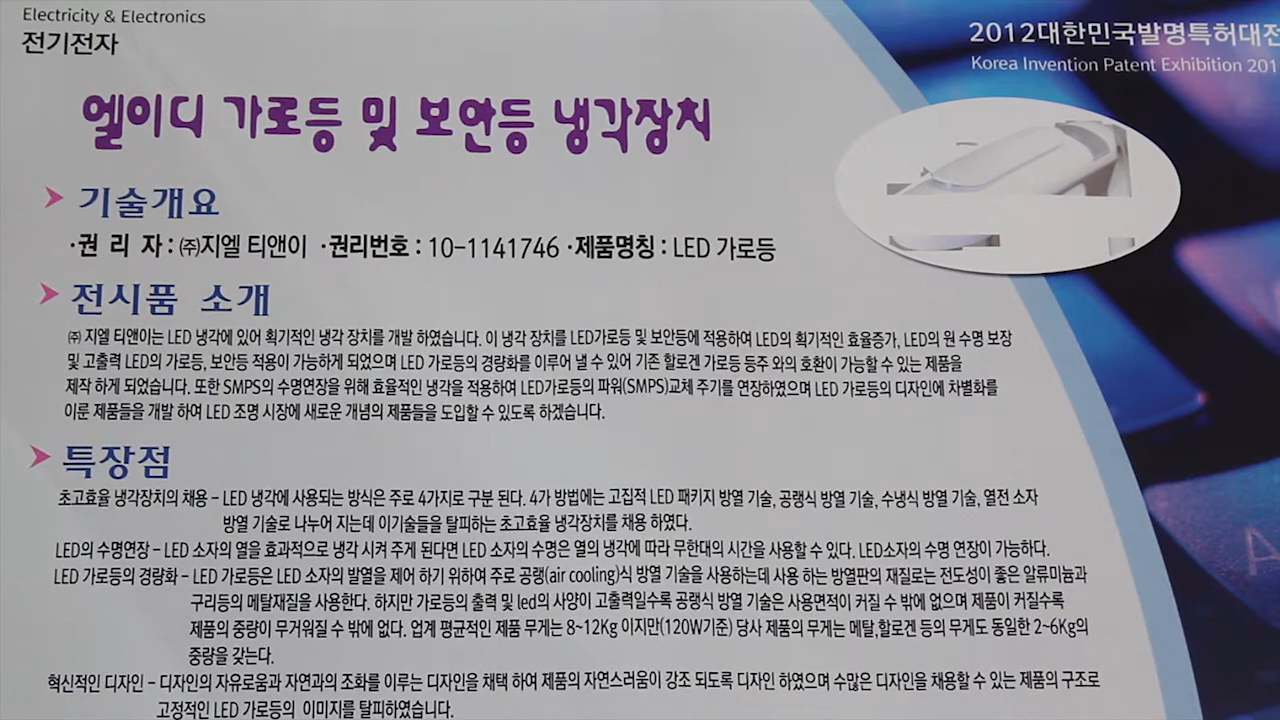 Electricity & Electronics
전기전자
2012대한민국발명특허대전
Korea Invention Patent Exhibition 201
엘이디 가로등 및 보안등 냉각장치
기술개요
·권 리 자 : ㈜지엘 티앤이 ·권리번호 : 10-1141746 ·제품명칭 : LED 가로등
전시품 소개
㈜ 지엘 티앤이는 LED 냉각에 있어 획기적인 냉각 장치를 개발 하였습니다. 이 냉각 장치를 LED가로등 및 보안등에 적용하여 LED의 획기적인 효율증가, LED의 원 수명 보장
및 고출력 LED의 가로등, 보안등 적용이 가능하게 되었으며 LED 가로등의 경량화를 이루어 낼 수 있어 기존 할로겐 가로등 등주 와의 호환이 가능할 수 있는 제품을
제작 하게 되었습니다. 또한 SMPS의 수명연장을 위해 효율적인 냉각을 적용하여 LED가로등의 파워(SMPS)교체 주기를 연장하였으며 LED 가로등의 디자인에 차별화를
이룬 제품들을 개발 하여 LED 조명 시장에 새로운 개념의 제품들을 도입할 수 있도록 하겠습니다.
특장점
초고효율 냉각장치의 채용 - LED 냉각에 사용되는 방식은 주로 4가지로 구분 된다. 4가 방법에는 고집적 LED 패키지 방열 기술, 공랭식 방열 기술, 수냉식 방열 기술, 열전 소자
방열 기술로 나누어 지는데 이기술들을 탈피하는 초고효율 냉각장치를 채용 하였다.
LED의 수명연장 - LED 소자의 열을 효과적으로 냉각 시켜 주게 된다면 LED 소자의 수명은 열의 냉각에 따라 무한대의 시간을 사용할 수 있다. LED소자의 수명 연장이 가능하다.
LED 가로등의 경량화 - LED 가로등은 LED 소자의 발열을 제어 하기 위하여 주로 공랭(air cooling)식 방열 기술을 사용하는데 사용 하는 방열판의 재질로는 전도성이 좋은 알류미늄과
구리등의 메탈재질을 사용한다. 하지만 가로등의 출력 및 led의 사양이 고출력일수록 공랭식 방열 기술은 사용면적이 커질 수 밖에 없으며 제품이 커질수록
제품의 중량이 무거워질 수 밖에 없다. 업계 평균적인 제품 무게는 8~12Kg 이지만(120W기준) 당사 제품의 무게는 메탈,할로겐 등의 무게도 동일한 2~6Kg의
중량을 갖는다.
혁신적인 디자인 - 디자인의 자유로움과 자연과의 조화를 이루는 디자인을 채택 하여 제품의 자연스러움이 강조 되도록 디자인 하였으며 수많은 디자인을 채용할 수 있는 제품의 구조로
고정적인 LED 가로등의 이미지를 탈피하였습니다.